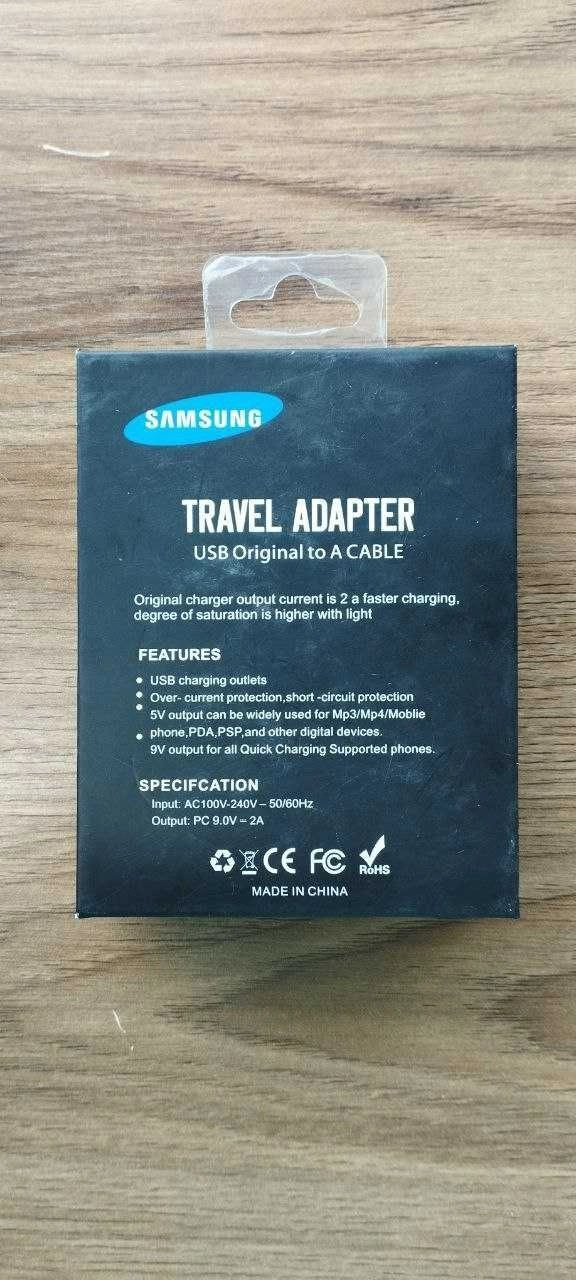 SAMSUNG
TRAVEL ADAPTER
USB Original to A CABLE
Original charger output current is 2 a faster charging,
degree of saturation is higher with light
FEATURES
• USB charging outlets
• Over- current protection,short -circuit protection
• 5V output can be widely used for Mp3/Mp4/Moblie
• phone,PDA,PSP,and other digital devices.
9V output for all Quick Charging Supported phones.
SPECIFCATION
Input: AC100V-240V – 50/60Hz
Output: PC 9.0V = 2A
CE FC RoHS
MADE IN CHINA